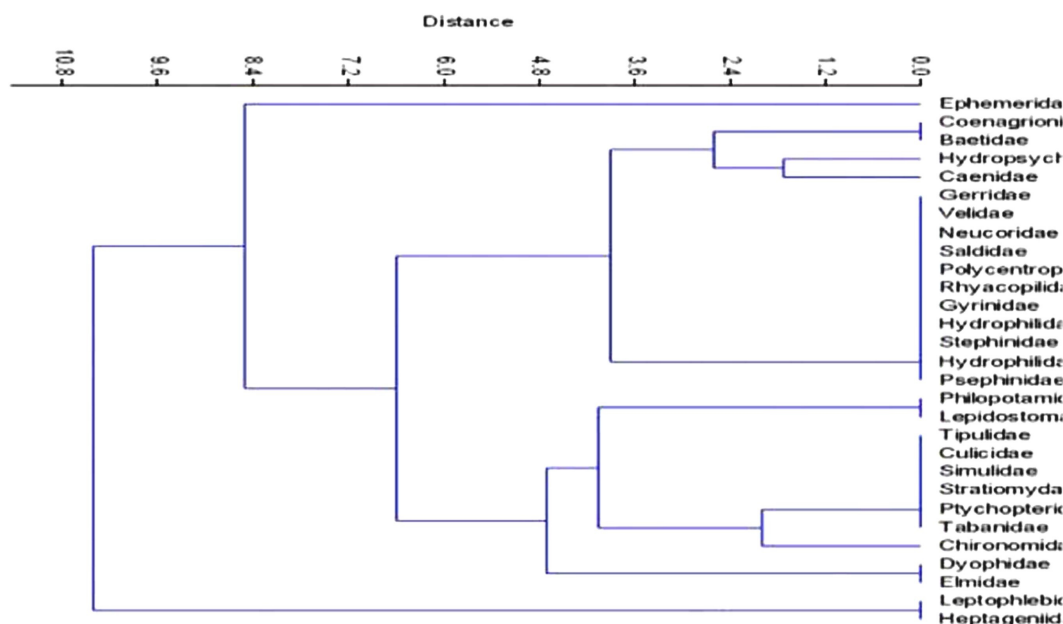 Distance
10.8 9.6 8.4 7.2 6.0 4.8 3.6 2.4 1.2 0.0
Ephemerida
Coenagrioni
Baetidae
Hydropsych
Caenidae
Gerridae
Velidae
Neucoridae
Saldidae
Polycentrop
Rhyacopilida
Gyrinidae
Hydrophilida
Stephinidae
Hydrophilida
Psephinidae
Philopotamid
Lepidostoma
Tipulidae
Culicidae
Simulidae
Stratiomyda
Ptychopterid
Tabanidae
Chironomida
Dyophidae
Elmidae
Leptophlebid
Heptageniid